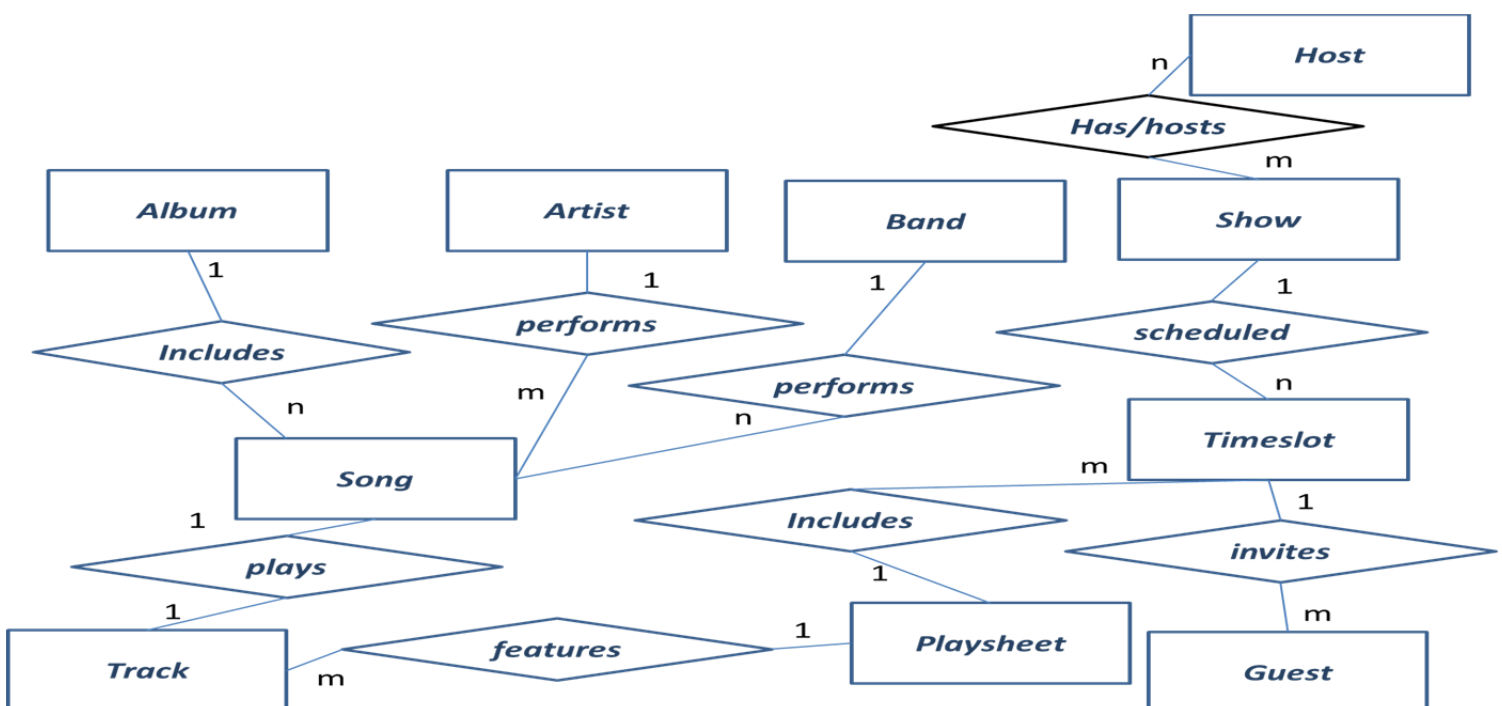 Host
n
Has/hosts
m
Album
Artist
Band
Show
1
1
1
1
Includes
performs
performs
scheduled
n
m
n
n
Song
Timeslot
m
1
1
Includes
invites
plays
1
1
m
features
1
Track
m
Playsheet
Guest